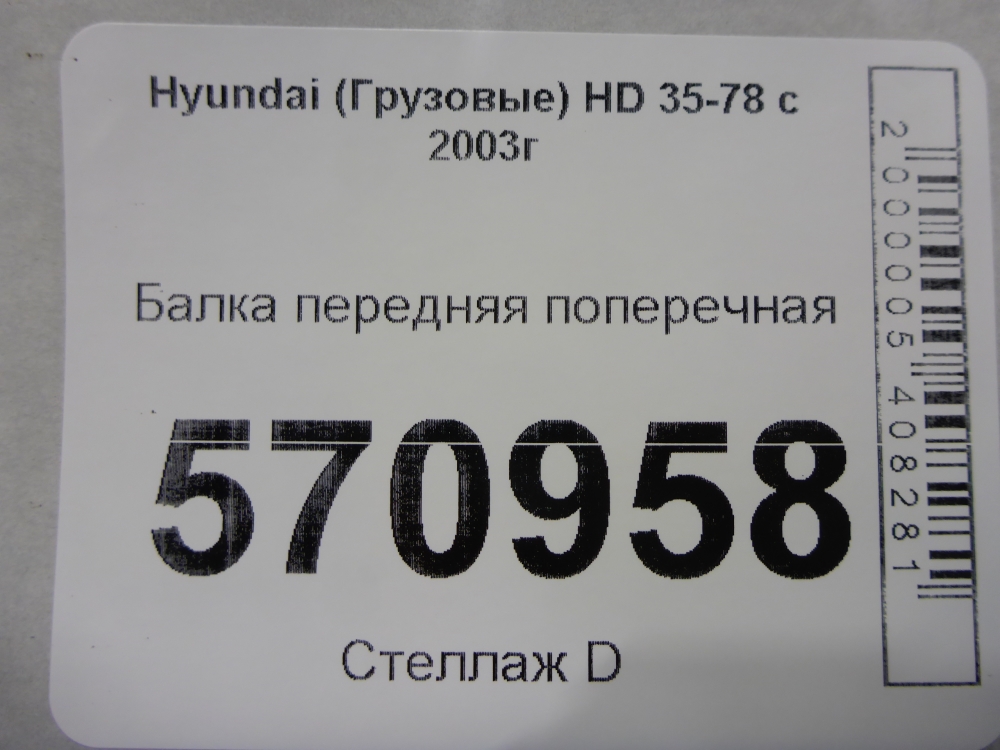 Hyundai (Грузовые) HD 35-78 с
2003г
Балка передняя поперечная
570958
Стеллаж D
2000005408281